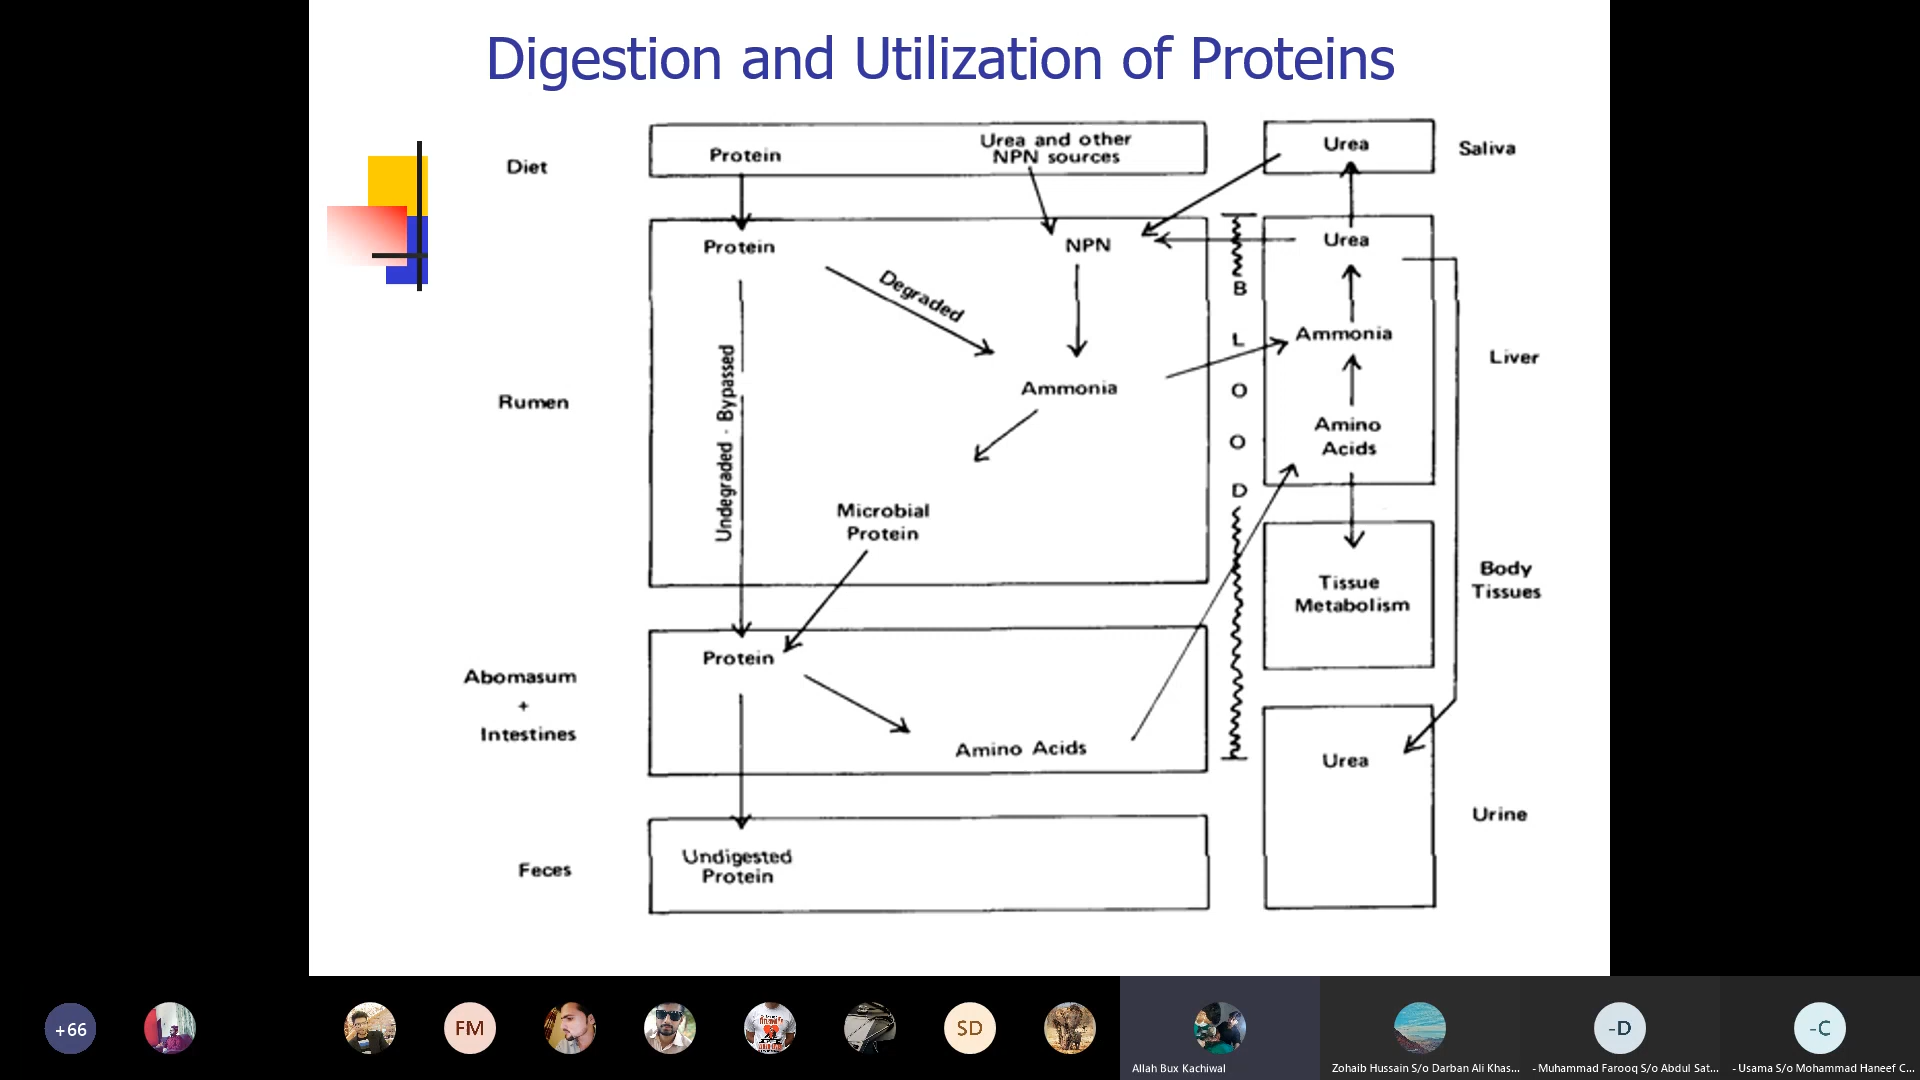 Digestion and Utilization of Proteins
Diet
Protein
Urea and other
NPN sources
Urea
Saliva
Rumen
Protein
NPN
Degraded
Ammonia
Undegraded - Bypassed
Microbial
Protein
BLOOD
Urea
Ammonia
Amino
Acids
Liver
Tissue
Metabolism
Body
Tissues
Abomasum
+
Intestines
Protein
Amino Acids
Urea
Urine
Feces
Undigested
Protein
+66
FM
SD
-D
-C
Allah Bux Kachiwal
Zohaib Hussain S/o Darban Ali Khas...
- Muhammad Farooq S/o Abdul Sat...
- Usama S/o Mohammad Haneef C...